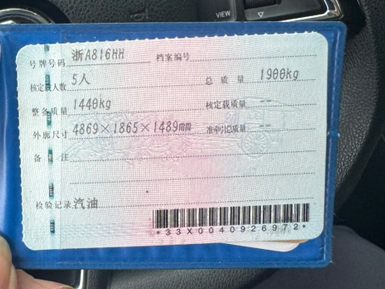 VIEW
号牌号码 浙A816HH 档案编号
核定载人数 5人 总质量 1900kg
整备质量 1440kg 核定载质量 --
外廓尺寸 4869×1865×1489mm 准牵引总质量 --
备注
检验记录 汽油
*33X0040926972*